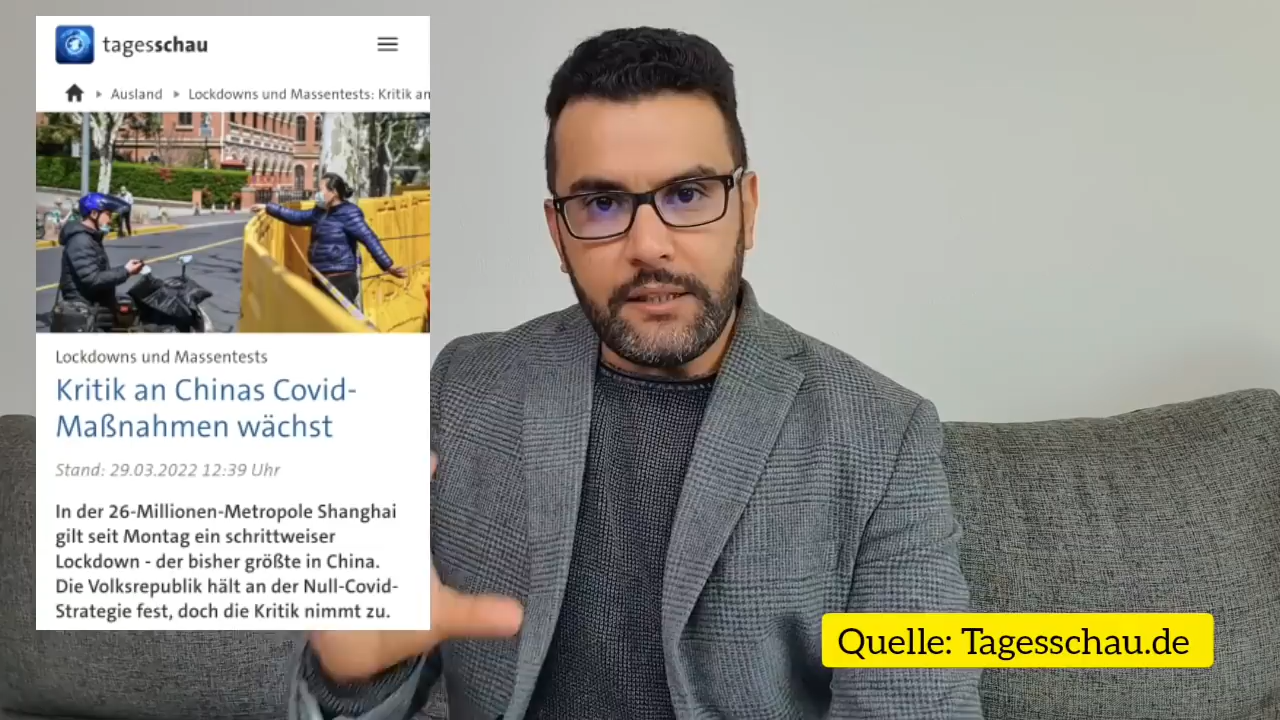 tagesschau
Ausland
Lockdowns und Massentests: Kritik an
Lockdowns und Massentests
Kritik an Chinas Covid-
Maßnahmen wächst
Stand: 29.03.2022 12:39 Uhr
In der 26-Millionen-Metropole Shanghai
gilt seit Montag ein schrittweiser
Lockdown - der bisher größte in China.
Die Volksrepublik hält an der Null-Covid-
Strategie fest, doch die Kritik nimmt zu.
Quelle: Tagesschau.de